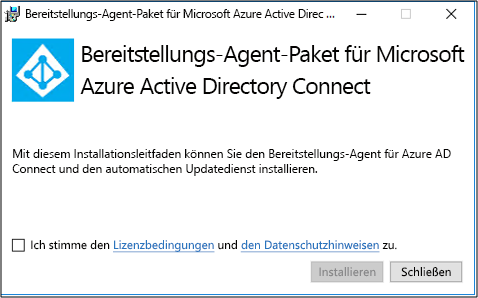 Bereitstellungs-Agent-Paket für Microsoft Azure Active Direc ...
Bereitstellungs-Agent-Paket für Microsoft
Azure Active Directory Connect
Mit diesem Installationsleitfaden können Sie den Bereitstellungs-Agent für Azure AD
Connect und den automatischen Updatedienst installieren.
Ich stimme den Lizenzbedingungen und den Datenschutzhinweisen zu.
Installieren Schließen